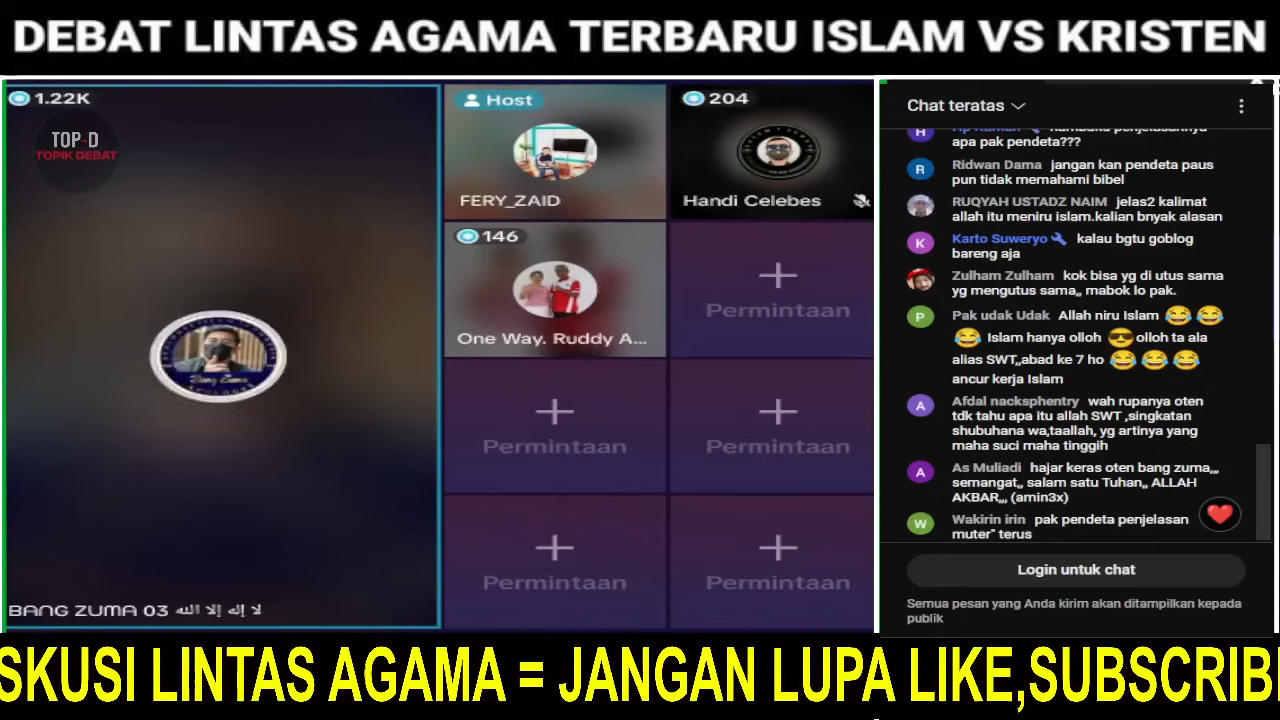 DEBAT LINTAS AGAMA TERBARU ISLAM VS KRISTEN
1.22K
TOP-D
TOPIK DEBAT
BANG ZUMA 03 لا إله إلا الله
Host
FERY_ZAID
204
Handi Celebes
146
One Way. Ruddy A...
Permintaan
Permintaan
Permintaan
Permintaan
Permintaan
Chat teratas
apa pak pendeta???
Ridwan Dama jangan kan pendeta paus
pun tidak memahami bibel
RUQYAH USTADZ NAIM jelas2 kalimat
allah itu meniru islam.kalian bnyak alasan
Karto Suweryo kalau bgtu goblog
bareng aja
Zulham Zulham kok bisa yg di utus sama
yg mengutus sama,, mabok lo pak.
Pak udak Udak Allah niru Islam 😂😂
😂 Islam hanya olloh 😎olloh ta ala
alias SWT,,abad ke 7 ho 😂😂😂
ancur kerja Islam
Afdal nacksphentry wah rupanya oten
tdk tahu apa itu allah SWT ,singkatan
shubuhana wa,taallah, yg artinya yang
maha suci maha tinggih
As Muliadi hajar keras oten bang zuma,,,
semangat,, salam satu Tuhan,, ALLAH
AKBAR,,, (amin3x)
Wakirin irin pak pendeta penjelasan
muter" terus
Login untuk chat
Semua pesan yang Anda kirim akan ditampilkan kepada
publik
SKUSI LINTAS AGAMA = JANGAN LUPA LIKE,SUBSCRIB